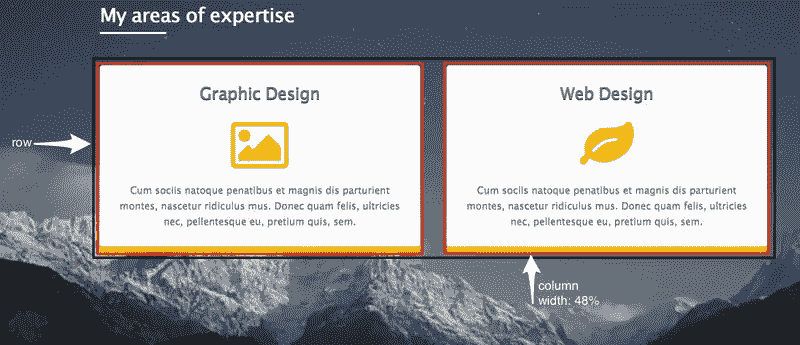 My areas of expertise
row
Graphic Design
Cum sociis natoque penatibus et magnis dis parturient
montes, nascetur ridiculus mus. Donec quam felis, ultricies
nec, pellentesque eu, pretium quis, sem.
Web Design
Cum sociis natoque penatibus et magnis dis parturient
montes, nascetur ridiculus mus. Donec quam felis, ultricies
nec, pellentesque eu, pretium quis, sem.
column
width: 48%